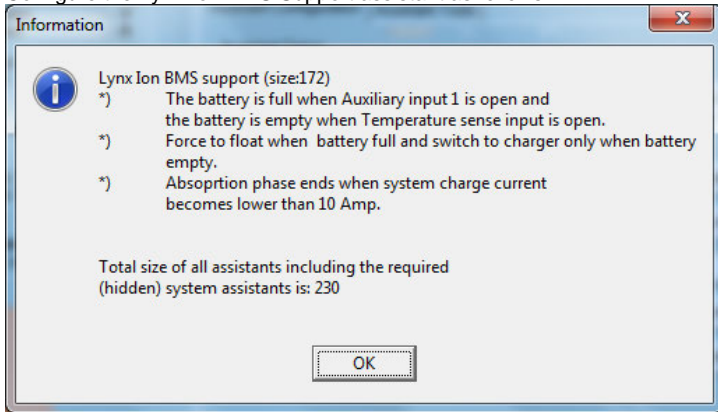 Information
Lynx Ion BMS support (size:172)
*) The battery is full when Auxiliary input 1 is open and
the battery is empty when Temperature sense input is open.
*) Force to float when battery full and switch to charger only when battery
empty.
*) Absoprtion phase ends when system charge current
becomes lower than 10 Amp.
Total size of all assistants including the required
(hidden) system assistants is: 230
OK